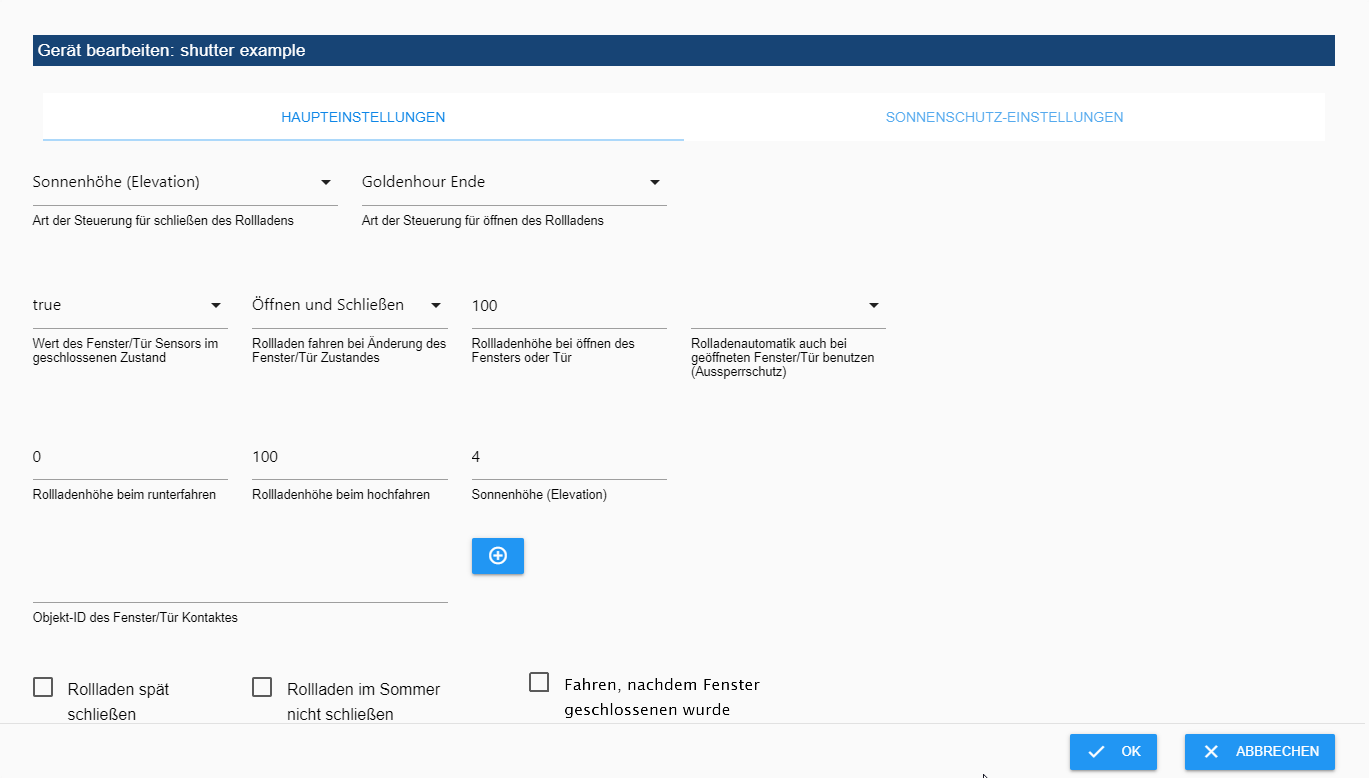 Gerät bearbeiten: shutter example
HAUPTEINSTELLUNGEN
SONNENSCHUTZ-EINSTELLUNGEN
Sonnenhöhe (Elevation)
Art der Steuerung für schließen des Rollladens
Goldenhour Ende
Art der Steuerung für öffnen des Rollladens
true
Wert des Fenster/Tür Sensors im
geschlossenen Zustand
Öffnen und Schließen
Rollladen fahren bei Änderung des
Fenster/Tür Zustandes
100
Rollladenhöhe bei öffnen des
Fensters oder Tür
Rolladenautomatik auch bei
geöffneten Fenster/Tür benutzen
(Aussperrschutz)
0
Rollladenhöhe beim runterfahren
100
Rollladenhöhe beim hochfahren
4
Sonnenhöhe (Elevation)
Objekt-ID des Fenster/Tür Kontaktes
Rollladen spät
schließen
Rollladen im Sommer
nicht schließen
Fahren, nachdem Fenster
geschlossenen wurde
OK
ABBRECHEN